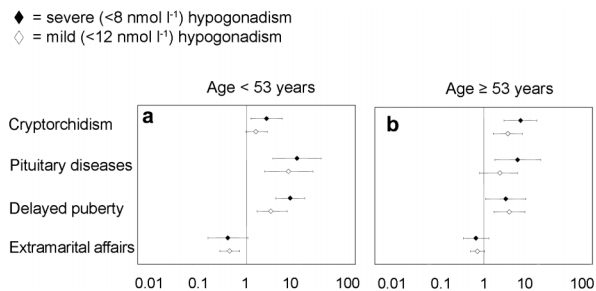 = severe (<8 nmol l⁻¹) hypogonadism
= mild (<12 nmol l⁻¹) hypogonadism
Age < 53 years
Age ≥ 53 years
a
b
Cryptorchidism
Pituitary diseases
Delayed puberty
Extramarital affairs
0.01 0.1 1 10 100
0.01 0.1 1 10 100